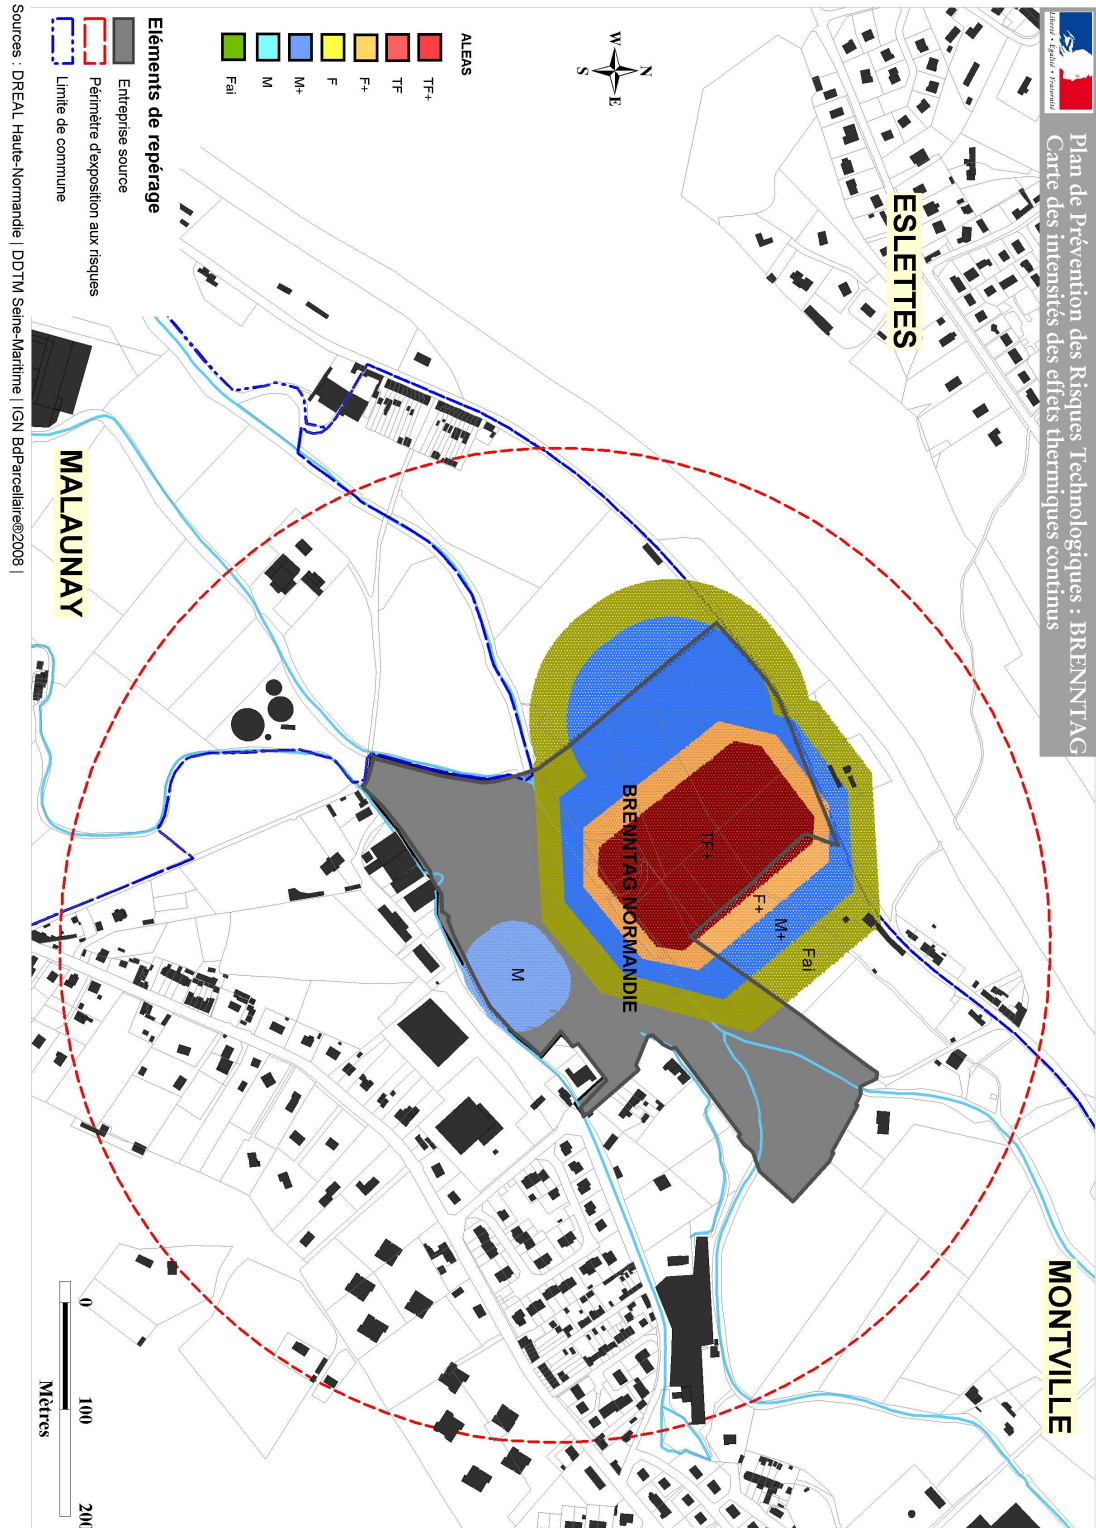 Liberté • Égalité • Fraternité
Plan de Prévention des Risques Technologiques : BRENNTAG
Carte des intensités des effets thermiques continus
N
W
E
S
ESLETTES
MONTVILLE
MALAUNAY
ALEAS
TF+
TF
F+
F
M+
M
Fai
Eléments de repérage
Entreprise source
Périmètre d'exposition aux risques
Limite de commune
Fai
M+
F+
TF+
BRENNTAG NORMANDIE
M
0
100
200
Mètres
Sources : DREAL Haute-Normandie | DDTM Seine-Maritime | IGN BdParcellaire®2008 |